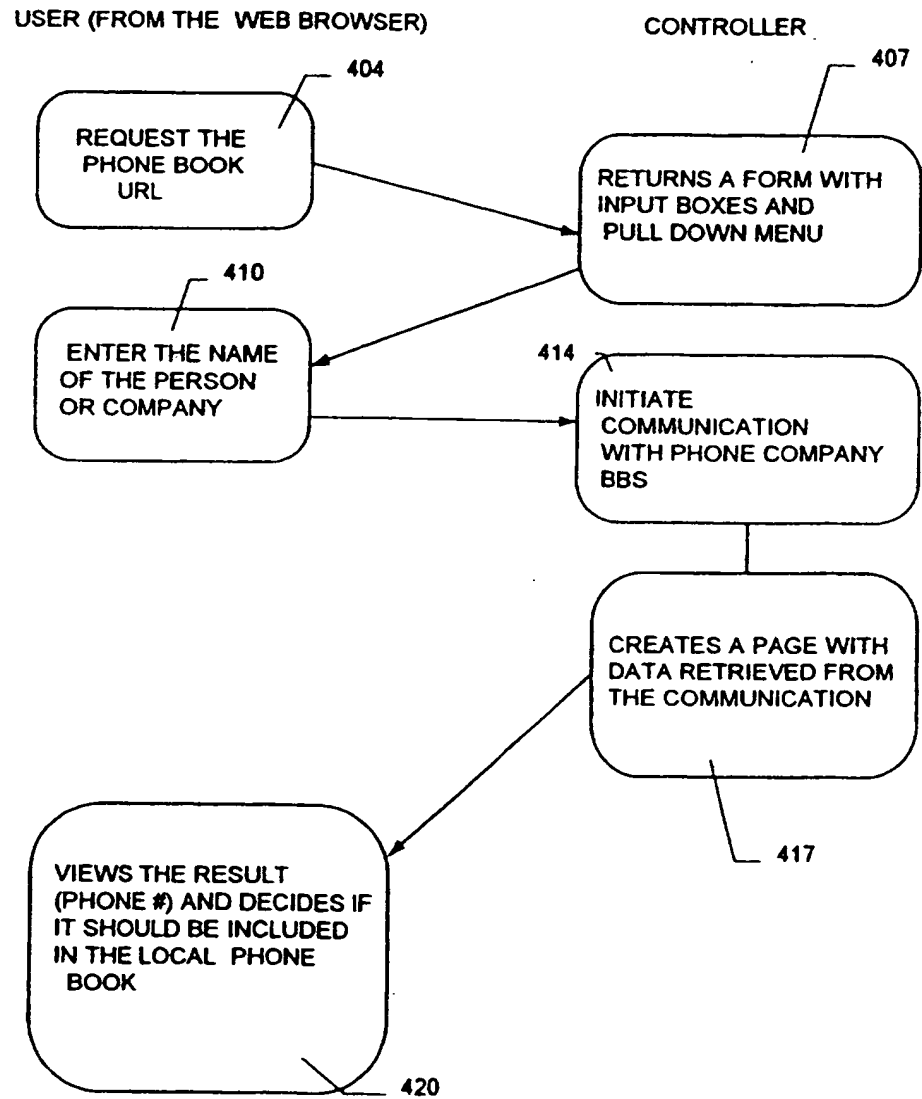 USER (FROM THE WEB BROWSER)
CONTROLLER
404
407
REQUEST THE
PHONE BOOK
URL
RETURNS A FORM WITH
INPUT BOXES AND
PULL DOWN MENU
410
ENTER THE NAME
OF THE PERSON
OR COMPANY
414
INITIATE
COMMUNICATION
WITH PHONE COMPANY
BBS
CREATES A PAGE WITH
DATA RETRIEVED FROM
THE COMMUNICATION
417
VIEWS THE RESULT
(PHONE #) AND DECIDES IF
IT SHOULD BE INCLUDED
IN THE LOCAL PHONE
BOOK
420